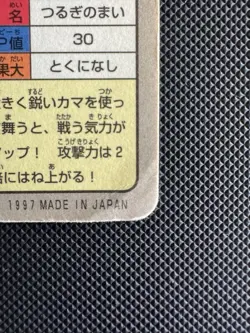 名 つるぎのまい
P値 30
果大 とくになし
きく鋭いカマを使っ
舞うと、戦う気力が
ップ! 攻撃力は2
倍にはね上がる!
1997 MADE IN JAPAN